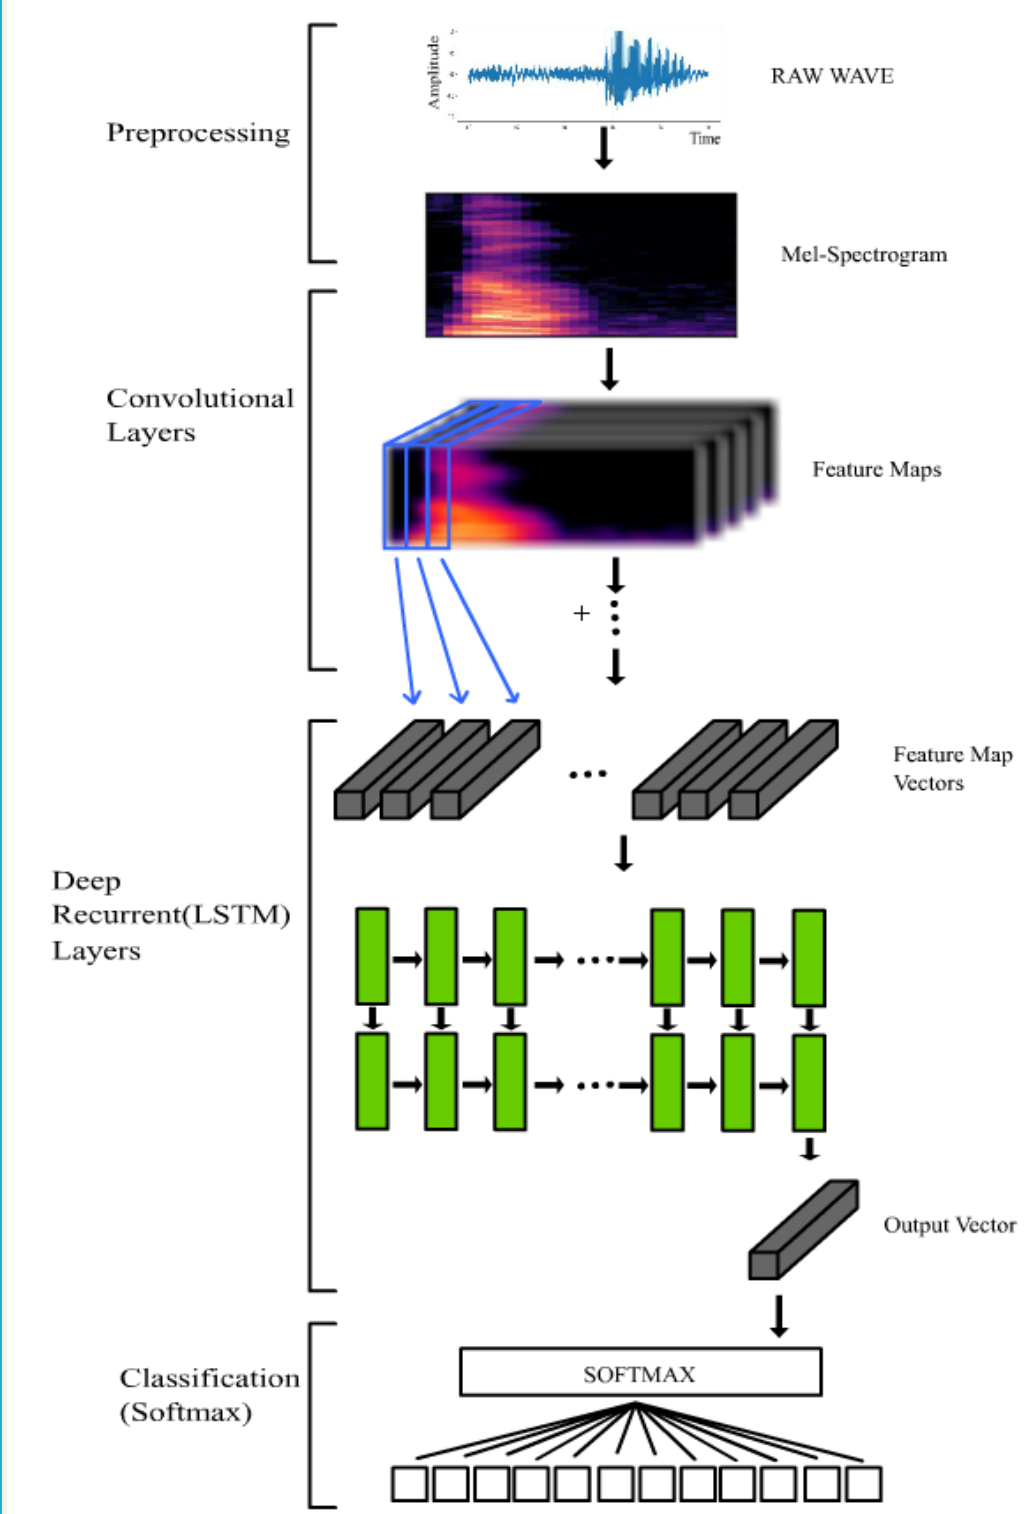 Amplitude
RAW WAVE
Time
Preprocessing
Mel-Spectrogram
Convolutional
Layers
Feature Maps
+
Feature Map
Vectors
Deep
Recurrent(LSTM)
Layers
Output Vector
Classification
(Softmax)
SOFTMAX